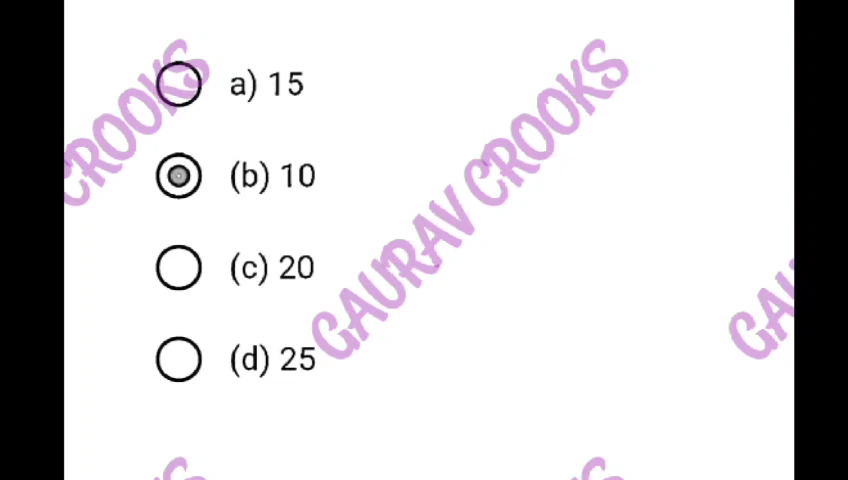 a) 15
(b) 10
(c) 20
(d) 25
GAURAV CROOKS
CROOKS